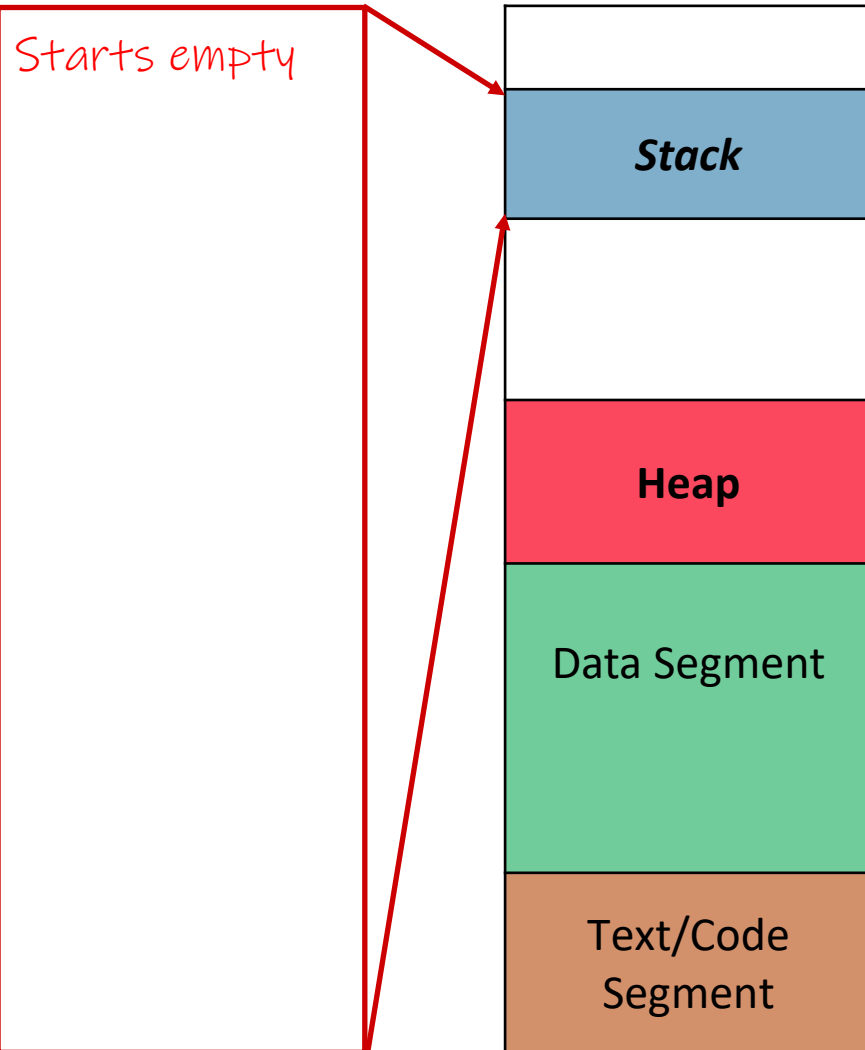 Starts empty
Stack
Heap
Data Segment
Text/Code
Segment